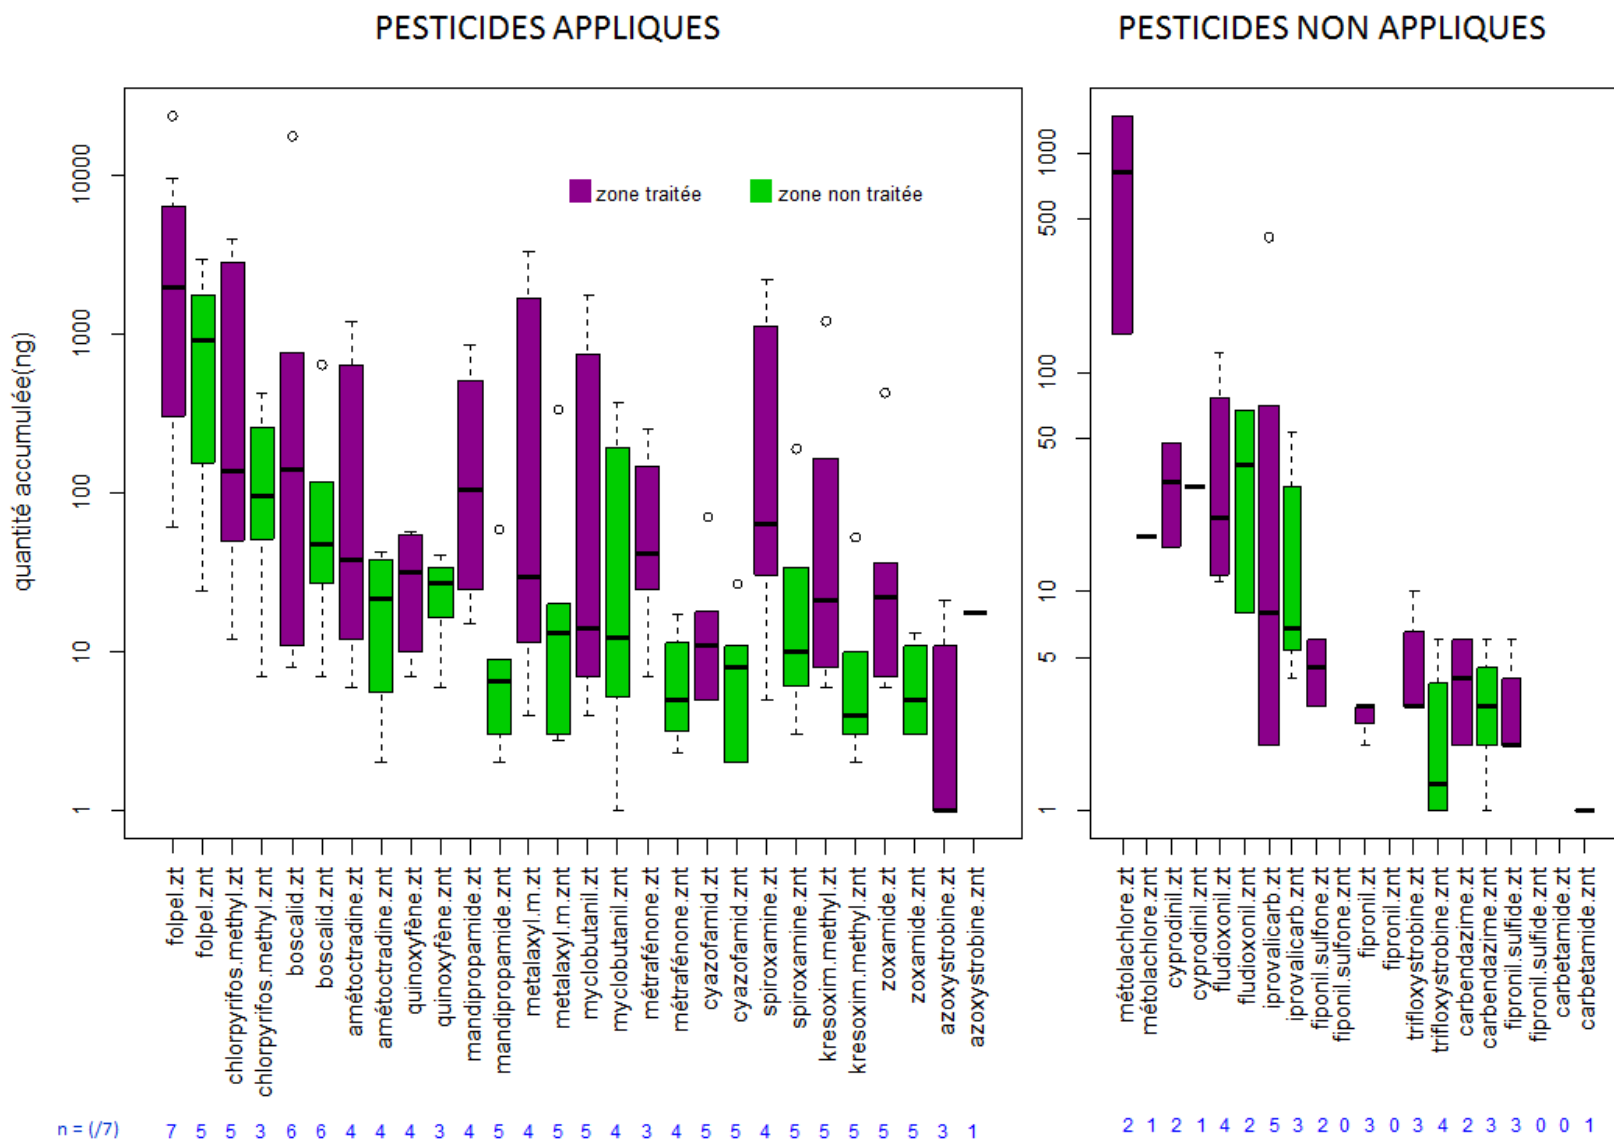 PESTICIDES APPLIQUES
PESTICIDES NON APPLIQUES
quantité accumulée(ng)
10000
1000
100
10
1
zone traitée
zone non traitée
1000
500
100
50
10
5
1
folpel.zt
folpel.znt
chlorpyrifos.methyl.zt
chlorpyrifos.methyl.znt
boscalid.zt
boscalid.znt
amétoctradine.zt
amétoctradine.znt
quinoxyfène.zt
quinoxyfène.znt
mandipropamide.zt
mandipropamide.znt
metalaxyl.m.zt
metalaxyl.m.znt
myclobutanil.zt
myclobutanil.znt
métrafénone.zt
métrafénone.znt
cyazofamid.zt
cyazofamid.znt
spiroxamine.zt
spiroxamine.znt
kresoxim.methyl.zt
kresoxim.methyl.znt
zoxamide.zt
zoxamide.znt
azoxystrobine.zt
azoxystrobine.znt
métolachlore.zt
métolachlore.znt
cyprodinil.zt
cyprodinil.znt
fludioxonil.zt
fludioxonil.znt
iprovalicarb.zt
iprovalicarb.znt
fiponil.sulfone.zt
fiponil.sulfone.znt
fipronil.zt
fipronil.znt
trifloxystrobine.zt
trifloxystrobine.znt
carbendazime.zt
carbendazime.znt
fipronil.sulfide.zt
fipronil.sulfide.znt
carbetamide.zt
carbetamide.znt
n = (/7) 7 5 5 3 6 6 4 4 4 3 4 5 4 5 5 4 3 4 5 5 4 5 5 5 5 5 3 1
2 1 2 1 4 2 5 3 2 0 3 0 3 4 2 3 3 0 0 1